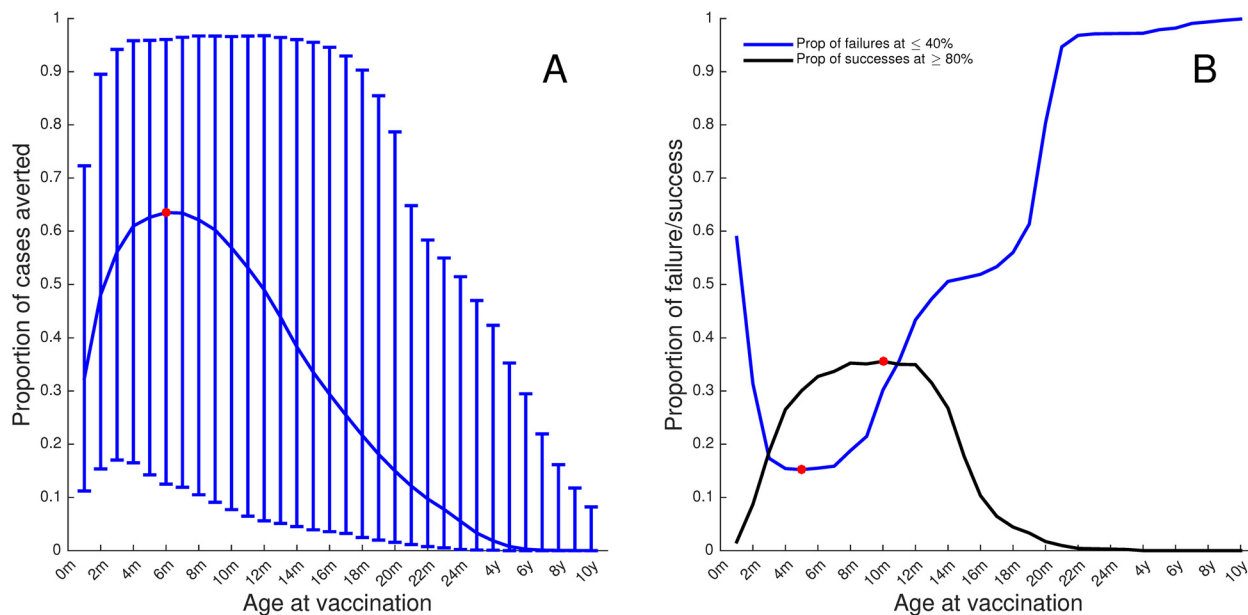 A
Proportion of cases averted
1
0.9
0.8
0.7
0.6
0.5
0.4
0.3
0.2
0.1
0
0m
2m
4m
6m
8m
10m
12m
14m
16m
18m
20m
22m
24m
4y
6y
8y
10y
Age at vaccination
B
Prop of failures at ≤ 40%
Prop of successes at ≥ 80%
Proportion of failure/success
1
0.9
0.8
0.7
0.6
0.5
0.4
0.3
0.2
0.1
0
0m
2m
4m
6m
8m
10m
12m
14m
16m
18m
20m
22m
24m
4y
6y
8y
10y
Age at vaccination